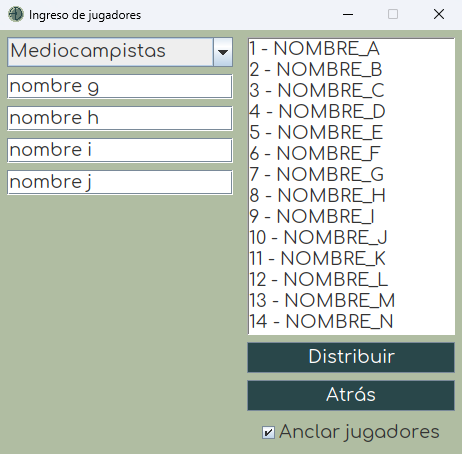 Ingreso de jugadores
Mediocampistas
nombre g
nombre h
nombre i
nombre j
1 - NOMBRE_A
2 - NOMBRE_B
3 - NOMBRE_C
4 - NOMBRE_D
5 - NOMBRE_E
6 - NOMBRE_F
7 - NOMBRE_G
8 - NOMBRE_H
9 - NOMBRE_I
10 - NOMBRE_J
11 - NOMBRE_K
12 - NOMBRE_L
13 - NOMBRE_M
14 - NOMBRE_N
Distribuir
Atrás
Anclar jugadores